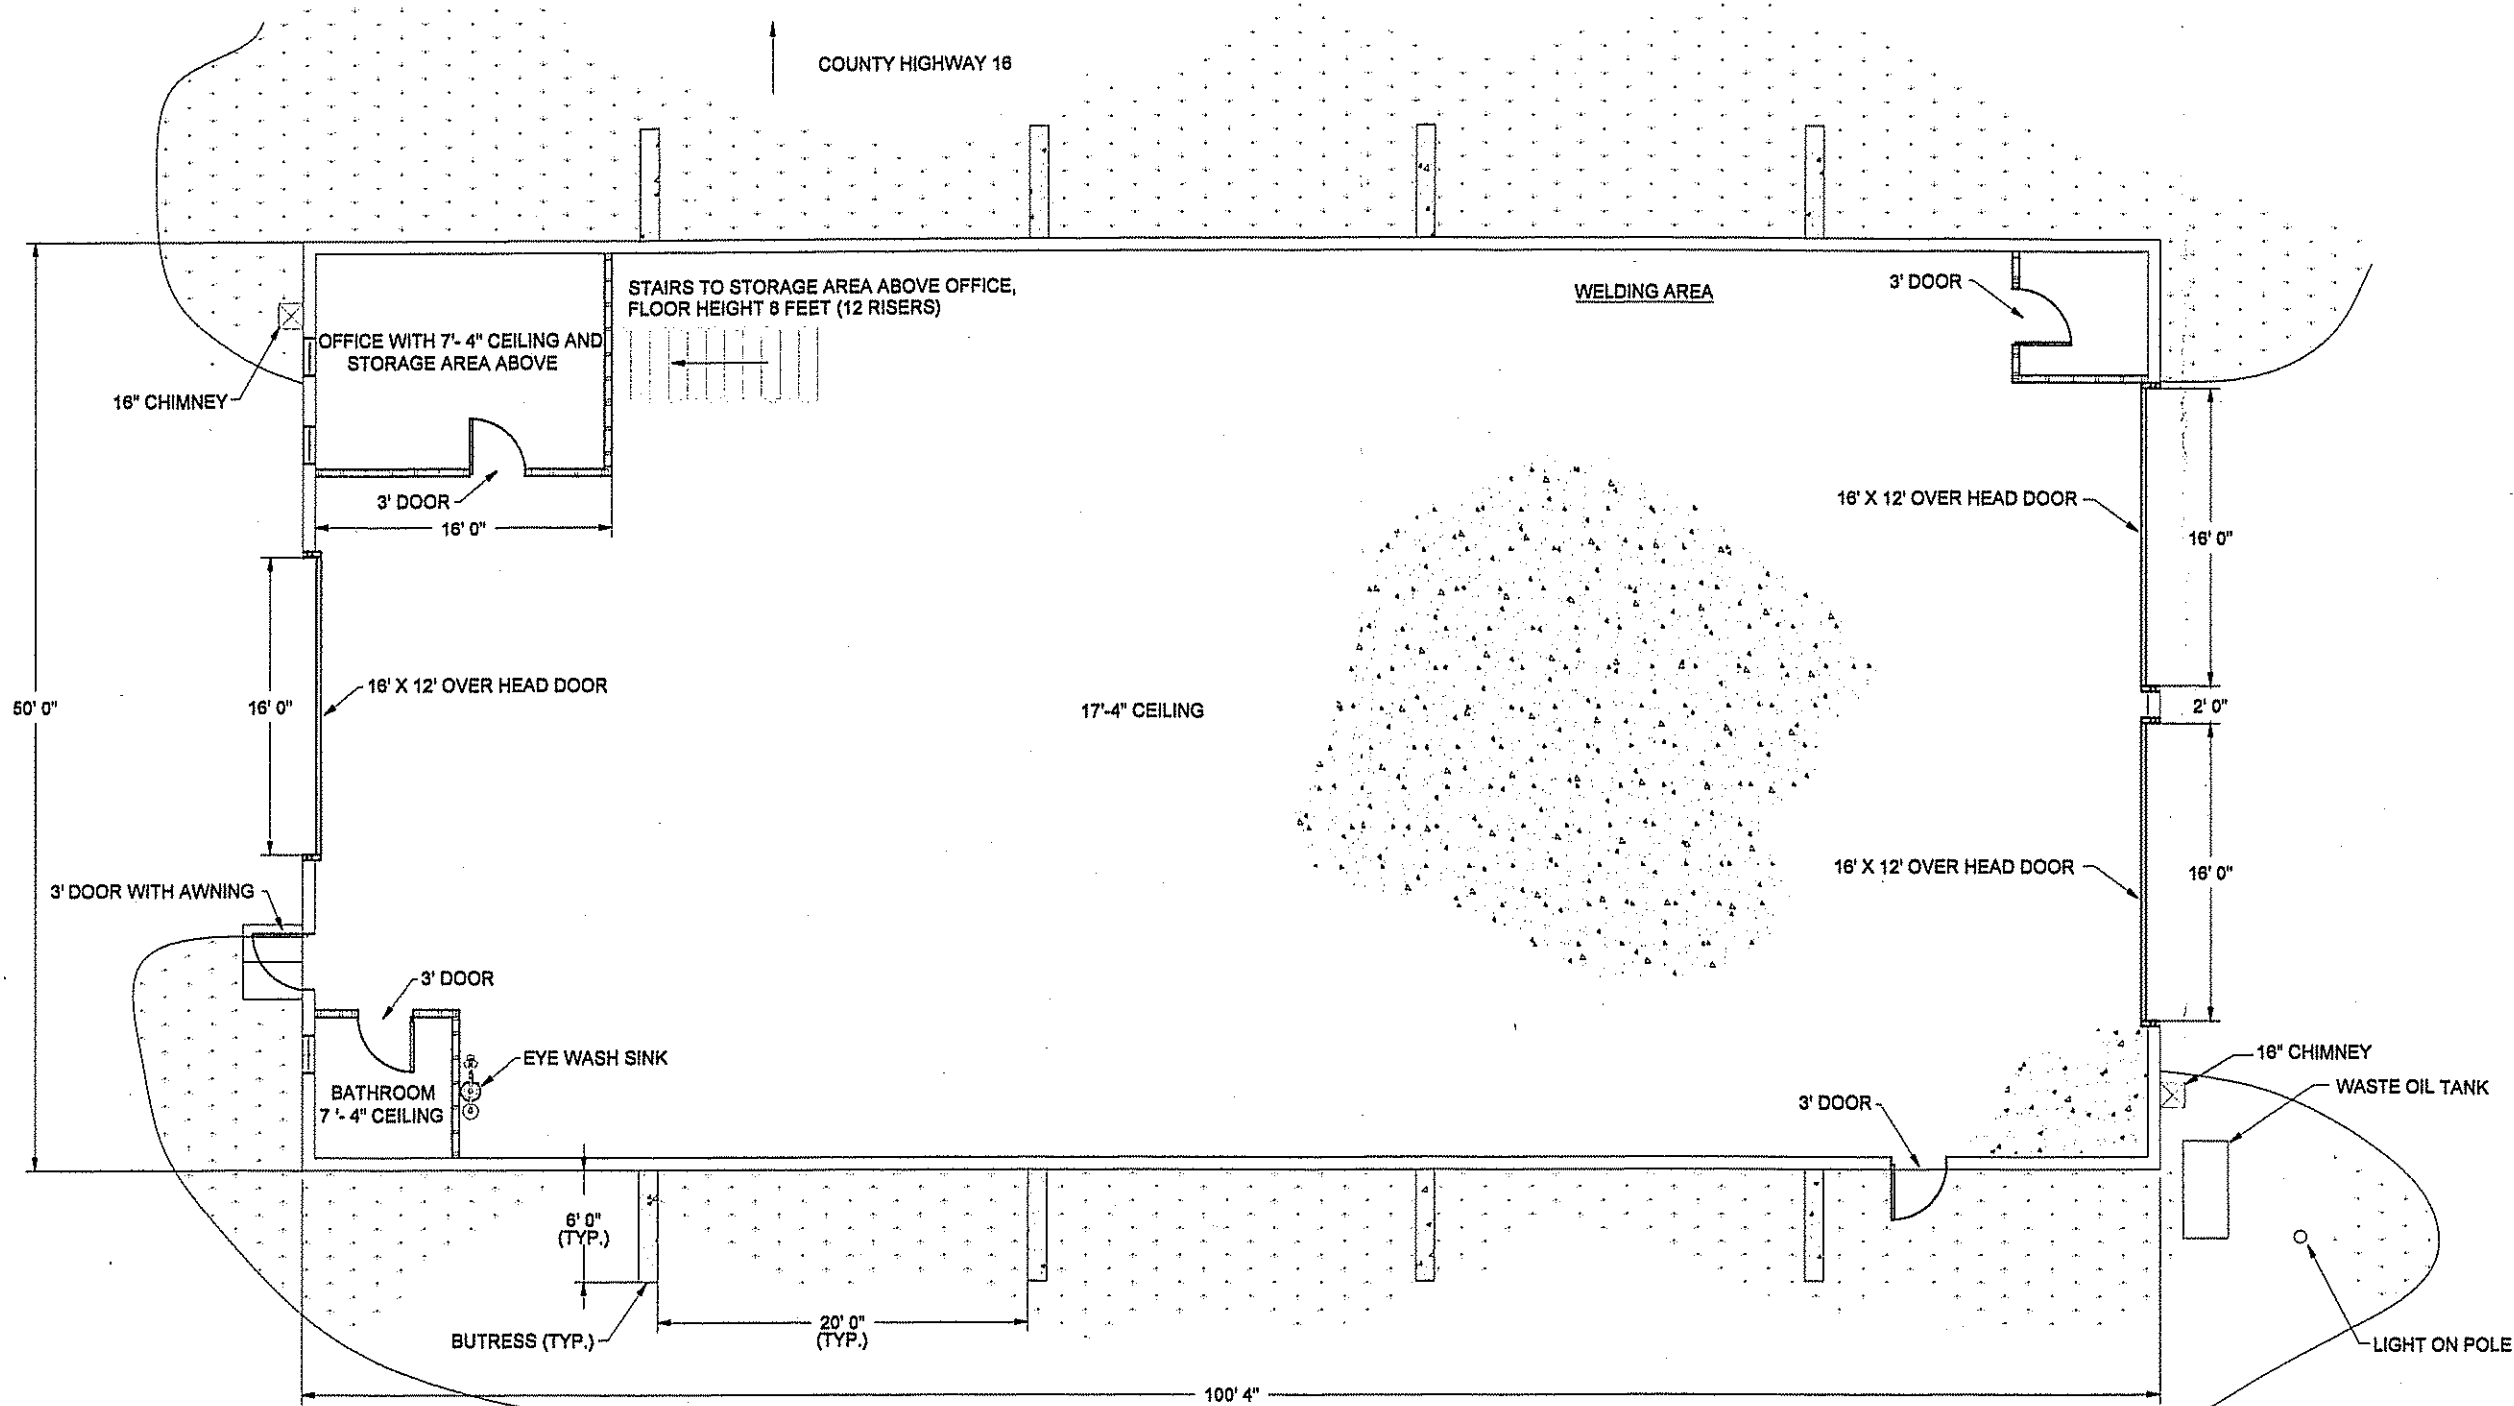 COUNTY HIGHWAY 16
STAIRS TO STORAGE AREA ABOVE OFFICE,
FLOOR HEIGHT 8 FEET (12 RISERS)
WELDING AREA
3' DOOR
OFFICE WITH 7'- 4" CEILING AND
STORAGE AREA ABOVE
16" CHIMNEY
3' DOOR
16' 0"
16' X 12' OVER HEAD DOOR
16' 0"
50' 0"
16' 0"
16' X 12' OVER HEAD DOOR
17'-4" CEILING
2' 0"
3' DOOR WITH AWNING
16' X 12' OVER HEAD DOOR
16' 0"
3' DOOR
EYE WASH SINK
BATHROOM
7 '- 4" CEILING
16" CHIMNEY
WASTE OIL TANK
3' DOOR
6' 0"
(TYP.)
20' 0"
(TYP.)
BUTRESS (TYP.)
LIGHT ON POLE
100' 4"